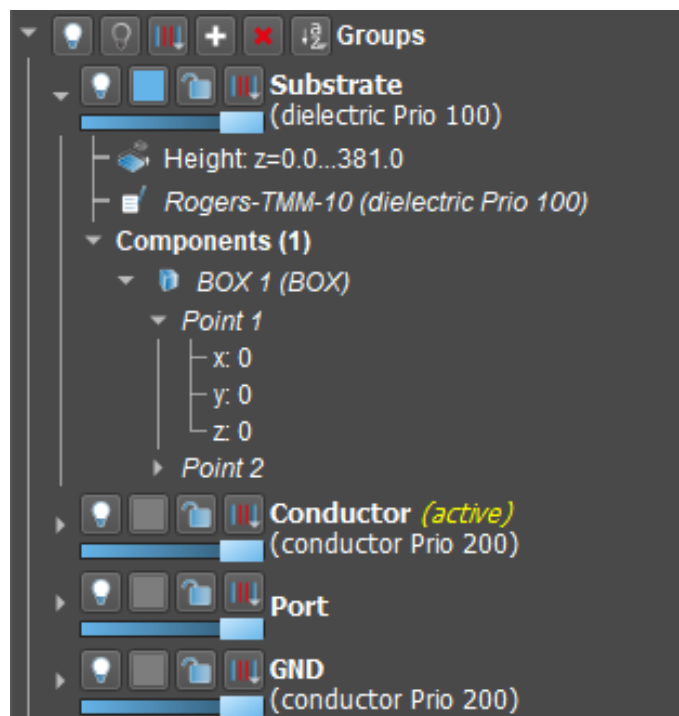 Groups
Substrate
(dielectric Prio 100)
Height: z=0.0...381.0
Rogers-TMM-10 (dielectric Prio 100)
Components (1)
BOX 1 (BOX)
Point 1
x: 0
y: 0
z: 0
Point 2
Conductor (active)
(conductor Prio 200)
Port
GND
(conductor Prio 200)